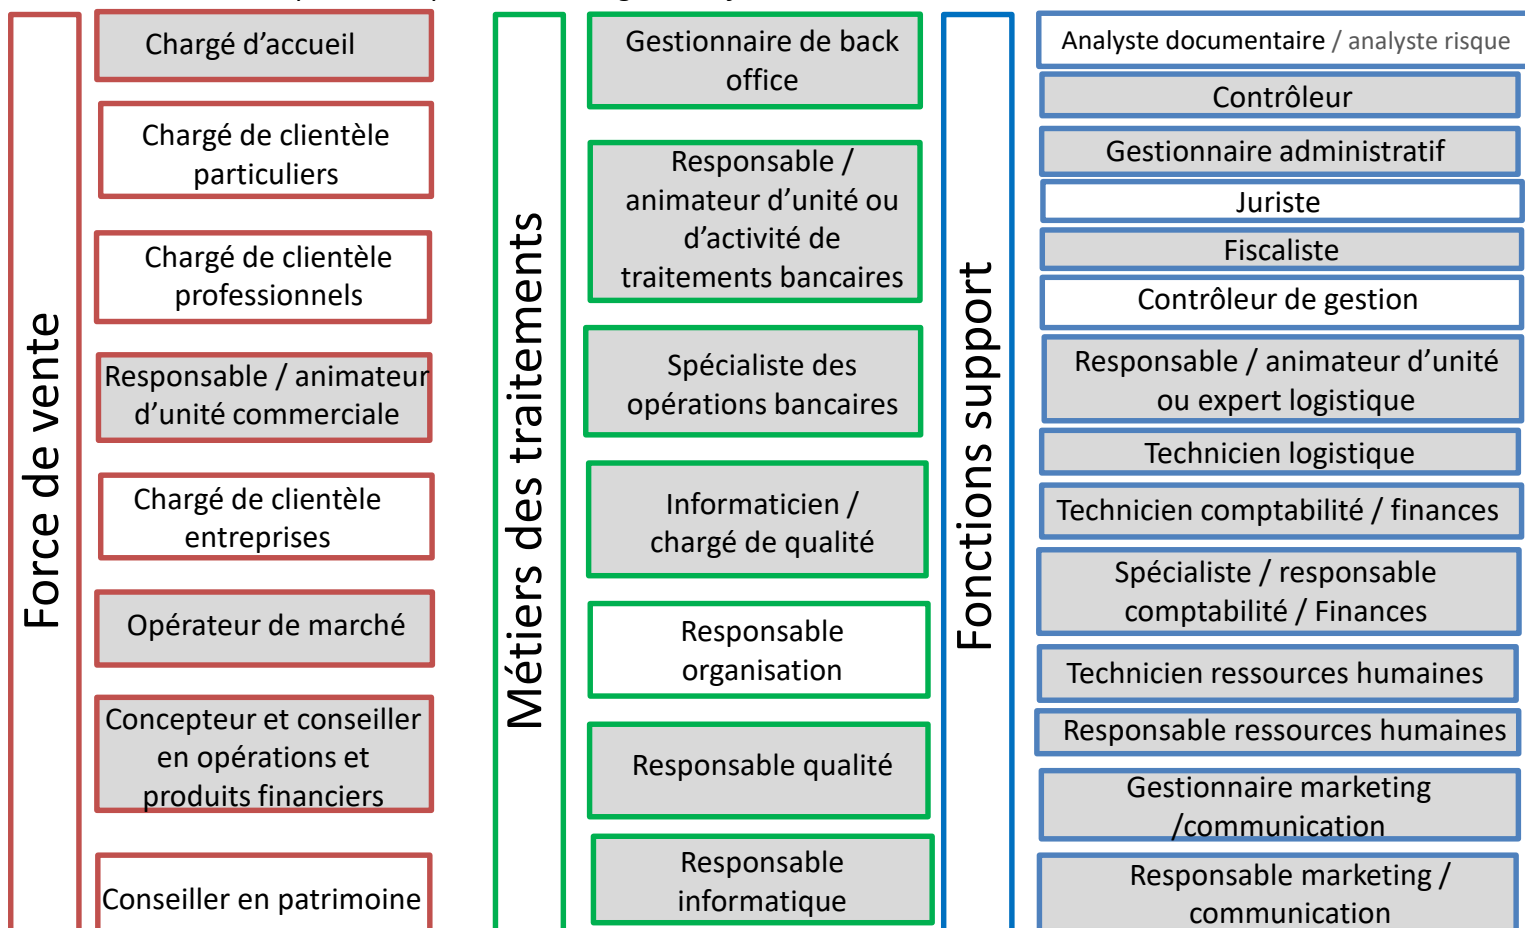 Force de vente
Chargé d'accueil
Chargé de clientèle
particuliers
Chargé de clientèle
professionnels
Responsable / animateur
d'unité commerciale
Chargé de clientèle
entreprises
Opérateur de marché
Concepteur et conseiller
en opérations et
produits financiers
Conseiller en patrimoine
Métiers des traitements
Gestionnaire de back
office
Responsable /
animateur d'unité ou
d'activité de
traitements bancaires
Spécialiste des
opérations bancaires
Informaticien /
chargé de qualité
Responsable
organisation
Responsable qualité
Responsable
informatique
Fonctions support
Analyste documentaire / analyste risque
Contrôleur
Gestionnaire administratif
Juriste
Fiscaliste
Contrôleur de gestion
Responsable / animateur d'unité
ou expert logistique
Technicien logistique
Technicien comptabilité / finances
Spécialiste / responsable
comptabilité / Finances
Technicien ressources humaines
Responsable ressources humaines
Gestionnaire marketing
/communication
Responsable marketing /
communication